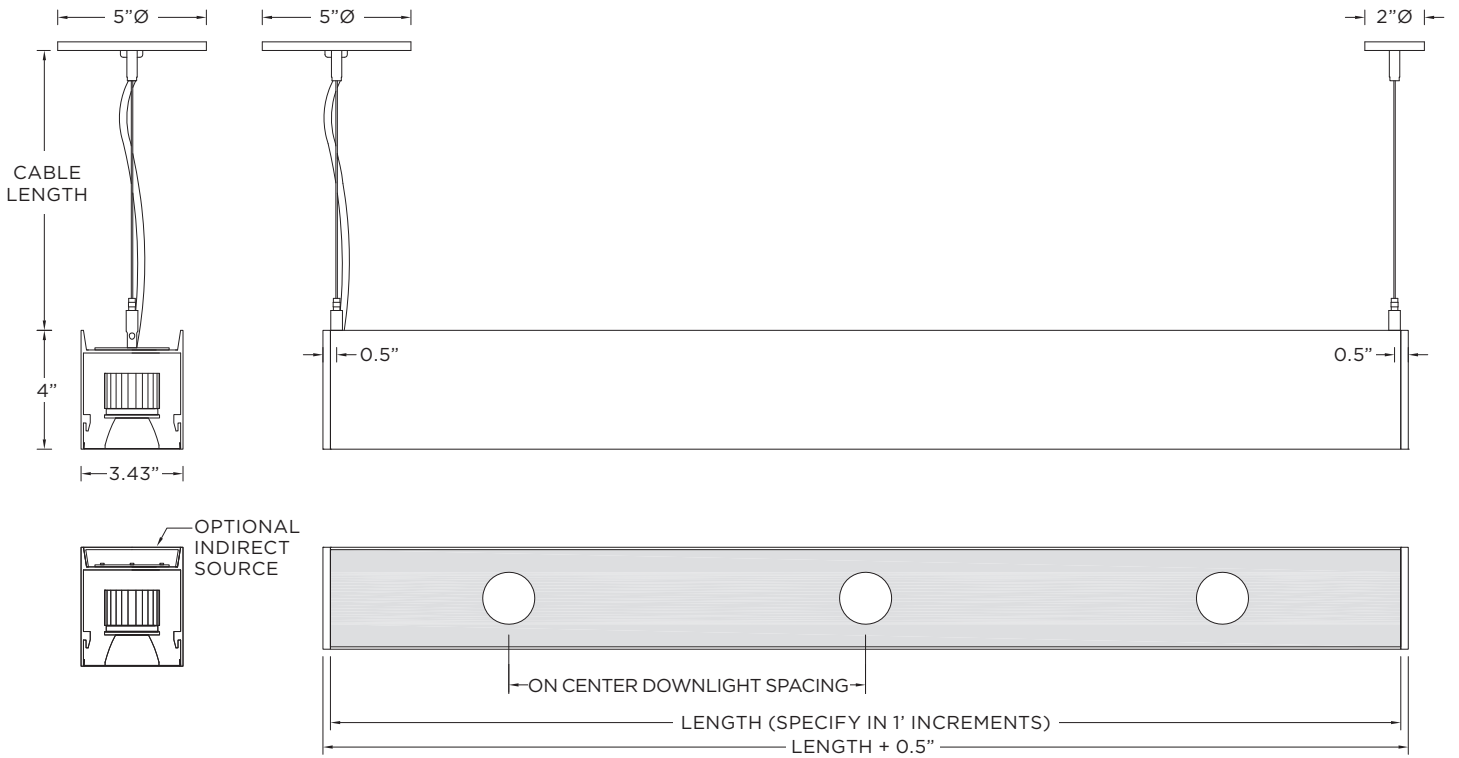 5”Ø
5”Ø
2”Ø
CABLE
LENGTH
0.5”
0.5”
4”
3.43”
OPTIONAL
INDIRECT
SOURCE
ON CENTER DOWNLIGHT SPACING
LENGTH (SPECIFY IN 1’ INCREMENTS)
LENGTH + 0.5”